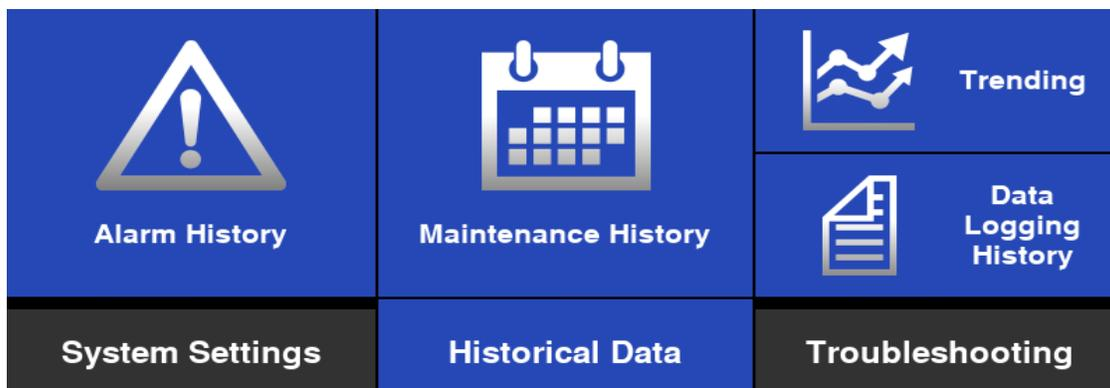 Alarm History
Maintenance History
Trending
Data
Logging
History
System Settings
Historical Data
Troubleshooting